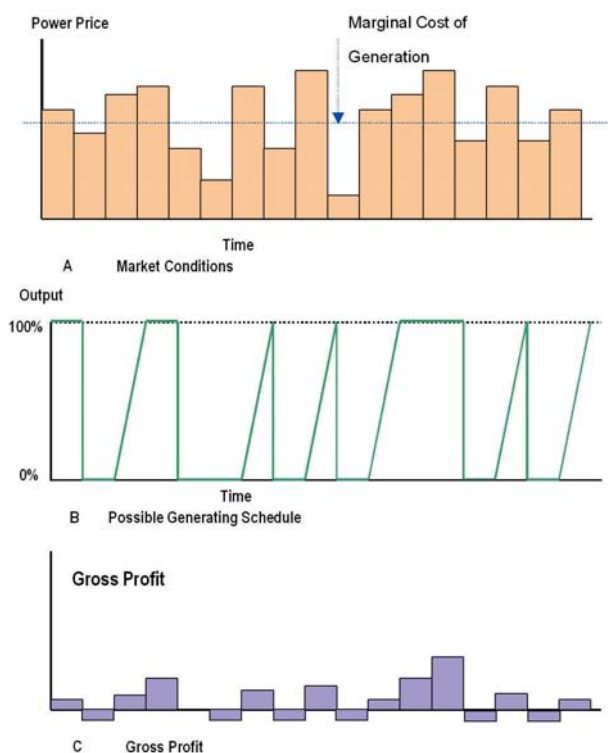 Power Price
Marginal Cost of
Generation
Time
A Market Conditions
Output
100%
0%
Time
B Possible Generating Schedule
Gross Profit
C Gross Profit